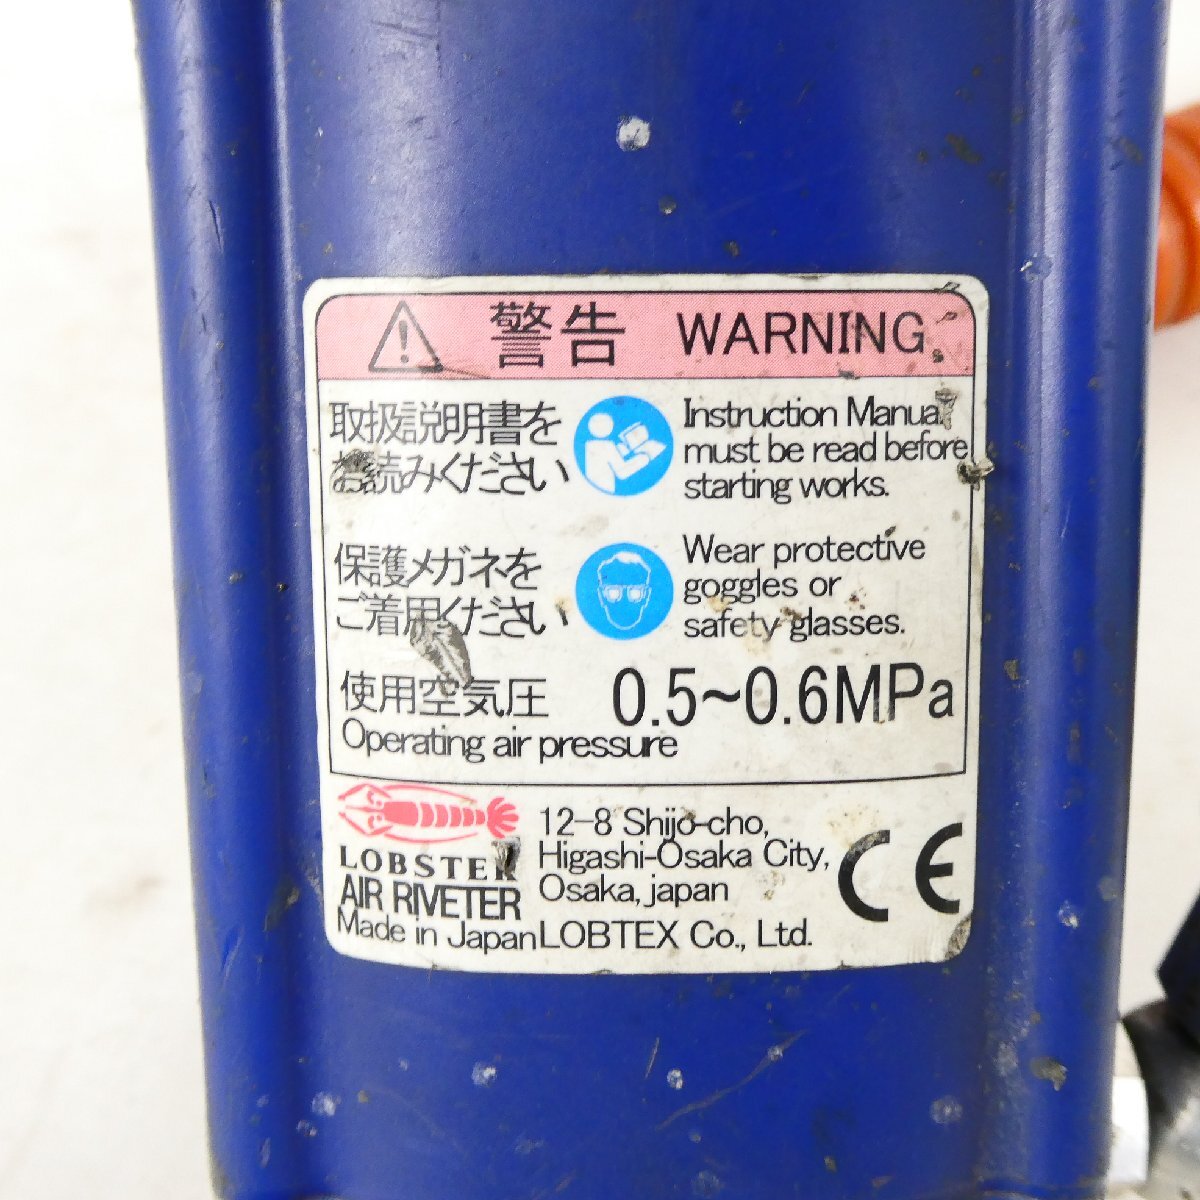 警告 WARNING
取扱説明書を
お読みください
Instruction Manual
must be read before
starting works.
保護メガネを
ご着用ください
Wear protective
goggles or
safety glasses.
使用空気圧 0.5~0.6MPa
Operating air pressure
LOBSTER
AIR RIVETER
Made in Japan
12-8 Shijo-cho,
Higashi-Osaka City,
Osaka, japan
LOBTEX Co., Ltd.
CE